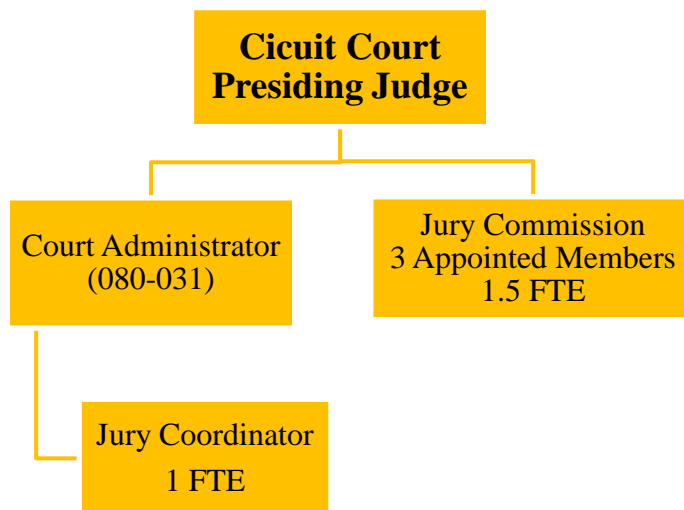 Cicuit Court
Presiding Judge
Court Administrator
(080-031)
Jury Commission
3 Appointed Members
1.5 FTE
Jury Coordinator
1 FTE